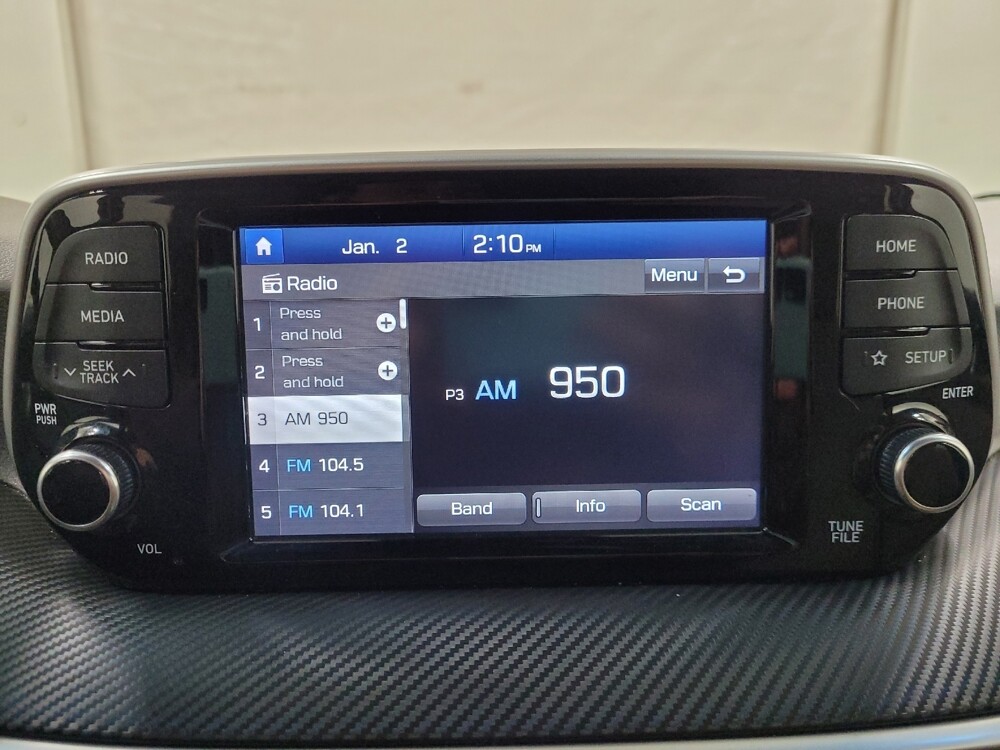 RADIO
MEDIA
SEEK
TRACK
PWR
PUSH
VOL
Jan. 2 2:10 PM
Radio Menu
1 Press
and hold
2 Press
and hold
3 AM 950
4 FM 104.5
5 FM 104.1
P3 AM 950
Band Info Scan
HOME
PHONE
SETUP
ENTER
TUNE
FILE